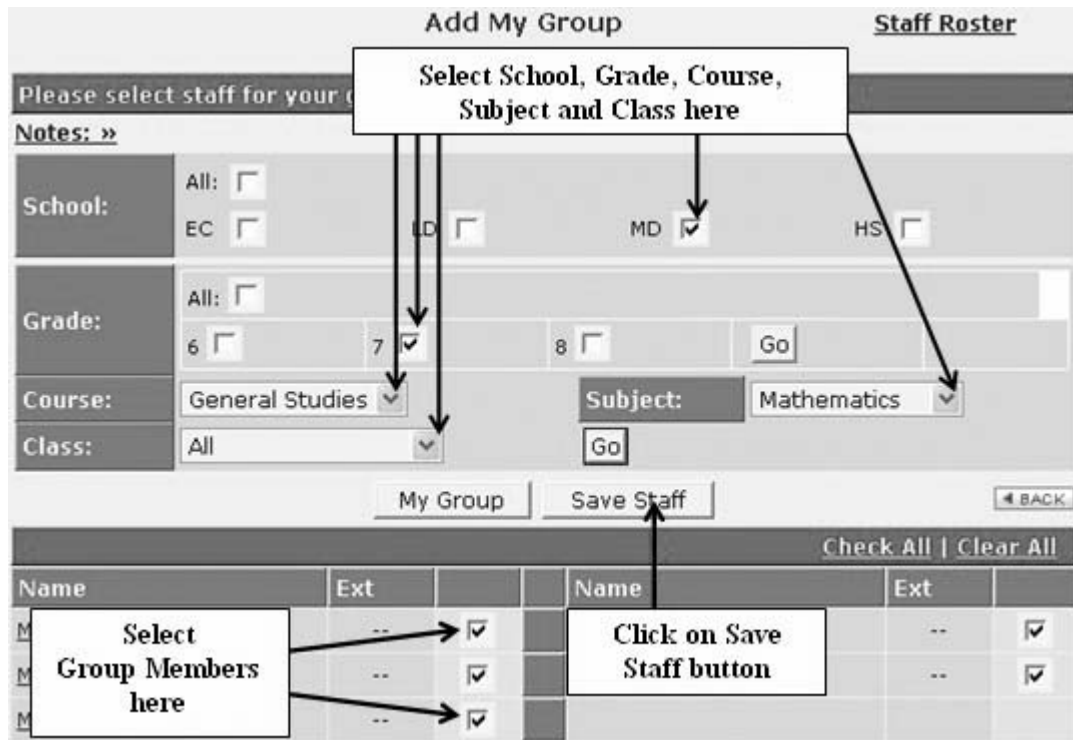 Add My Group
Staff Roster
Select School, Grade, Course,
Subject and Class here
Please select staff for your
Notes: »
School:
All:
EC LD MD HS
Grade:
All:
6 7 8 Go
Course: General Studies Subject: Mathematics
Class: All Go
My Group Save Staff BACK
Check All | Clear All
Name Ext Name Ext
Select
Group Members
here
Click on Save
Staff button
M -- --
M -- --
M --